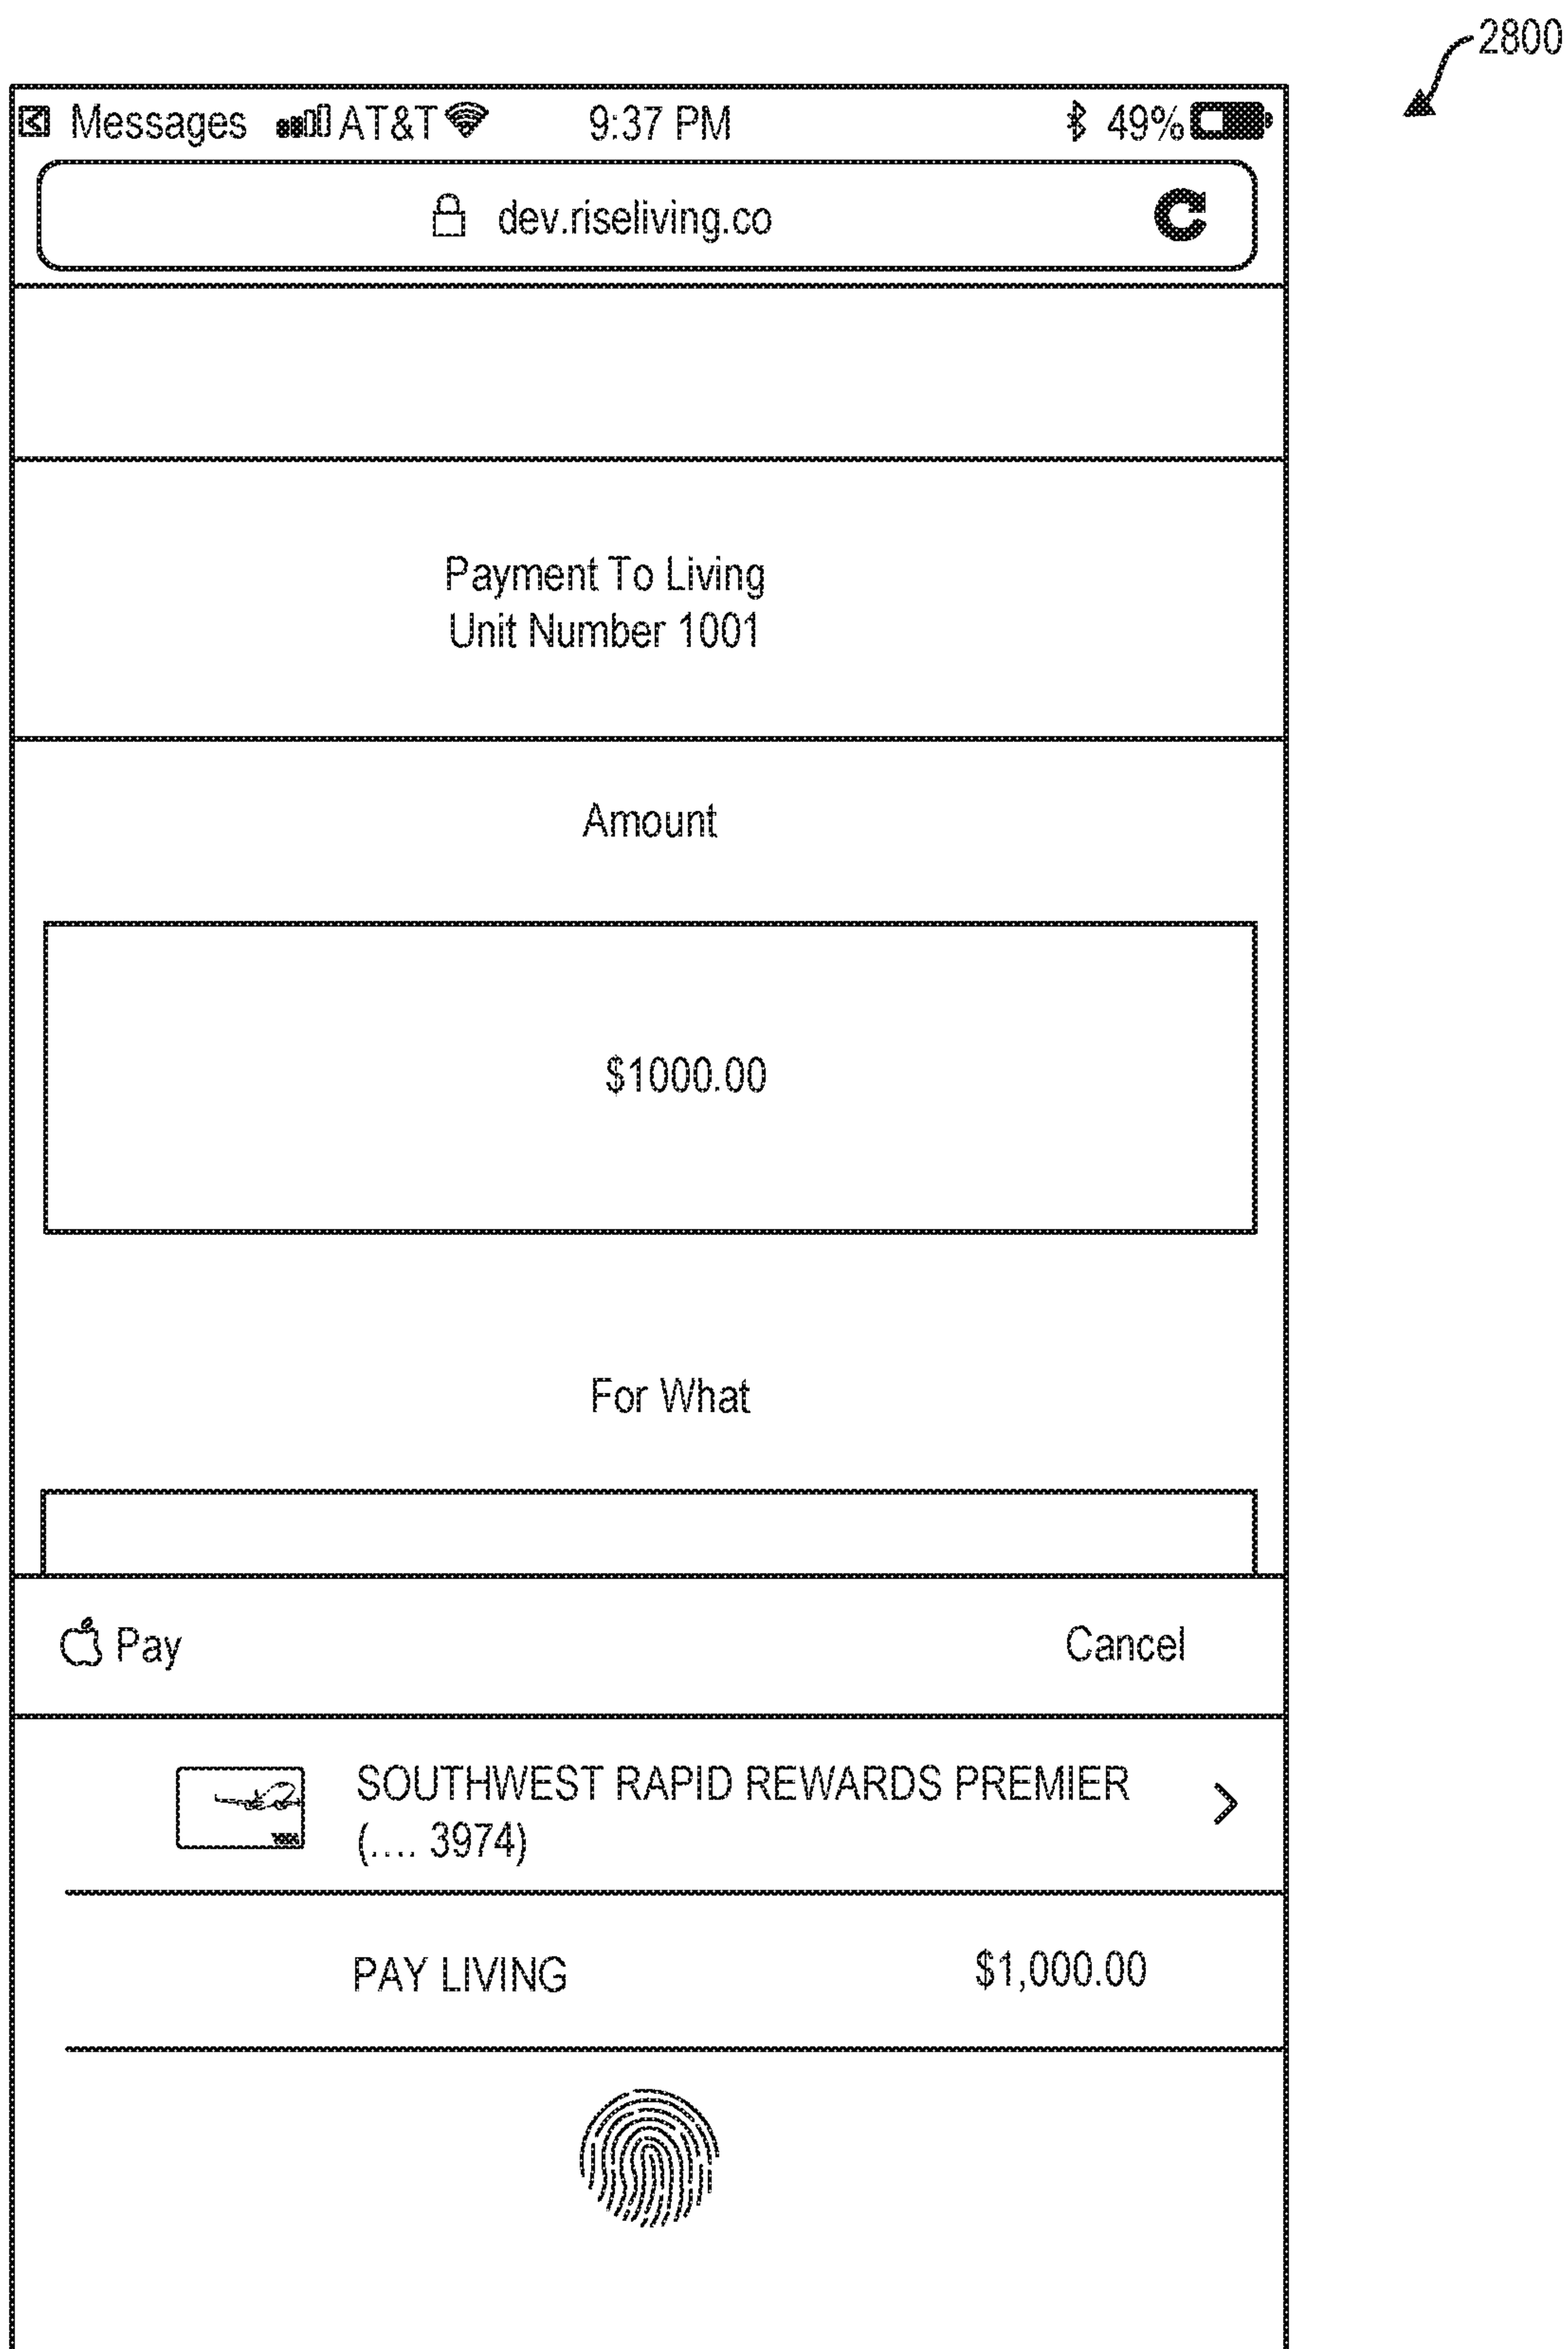 2800
Messages AT&T 9:37 PM 49%
dev.riseliving.co
Payment To Living
Unit Number 1001
Amount
$1000.00
For What
Pay Cancel
SOUTHWEST RAPID REWARDS PREMIER
(.... 3974)
PAY LIVING $1,000.00